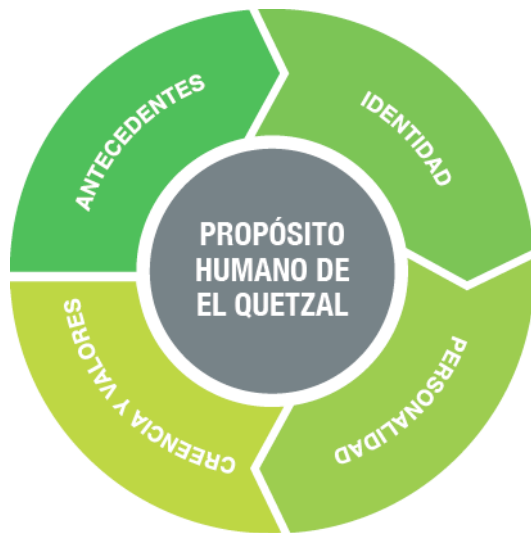 ANTECEDENTES
IDENTIDAD
PERSONALIDAD
CREENCIA Y VALORES
PROPÓSITO
HUMANO DE
EL QUETZAL